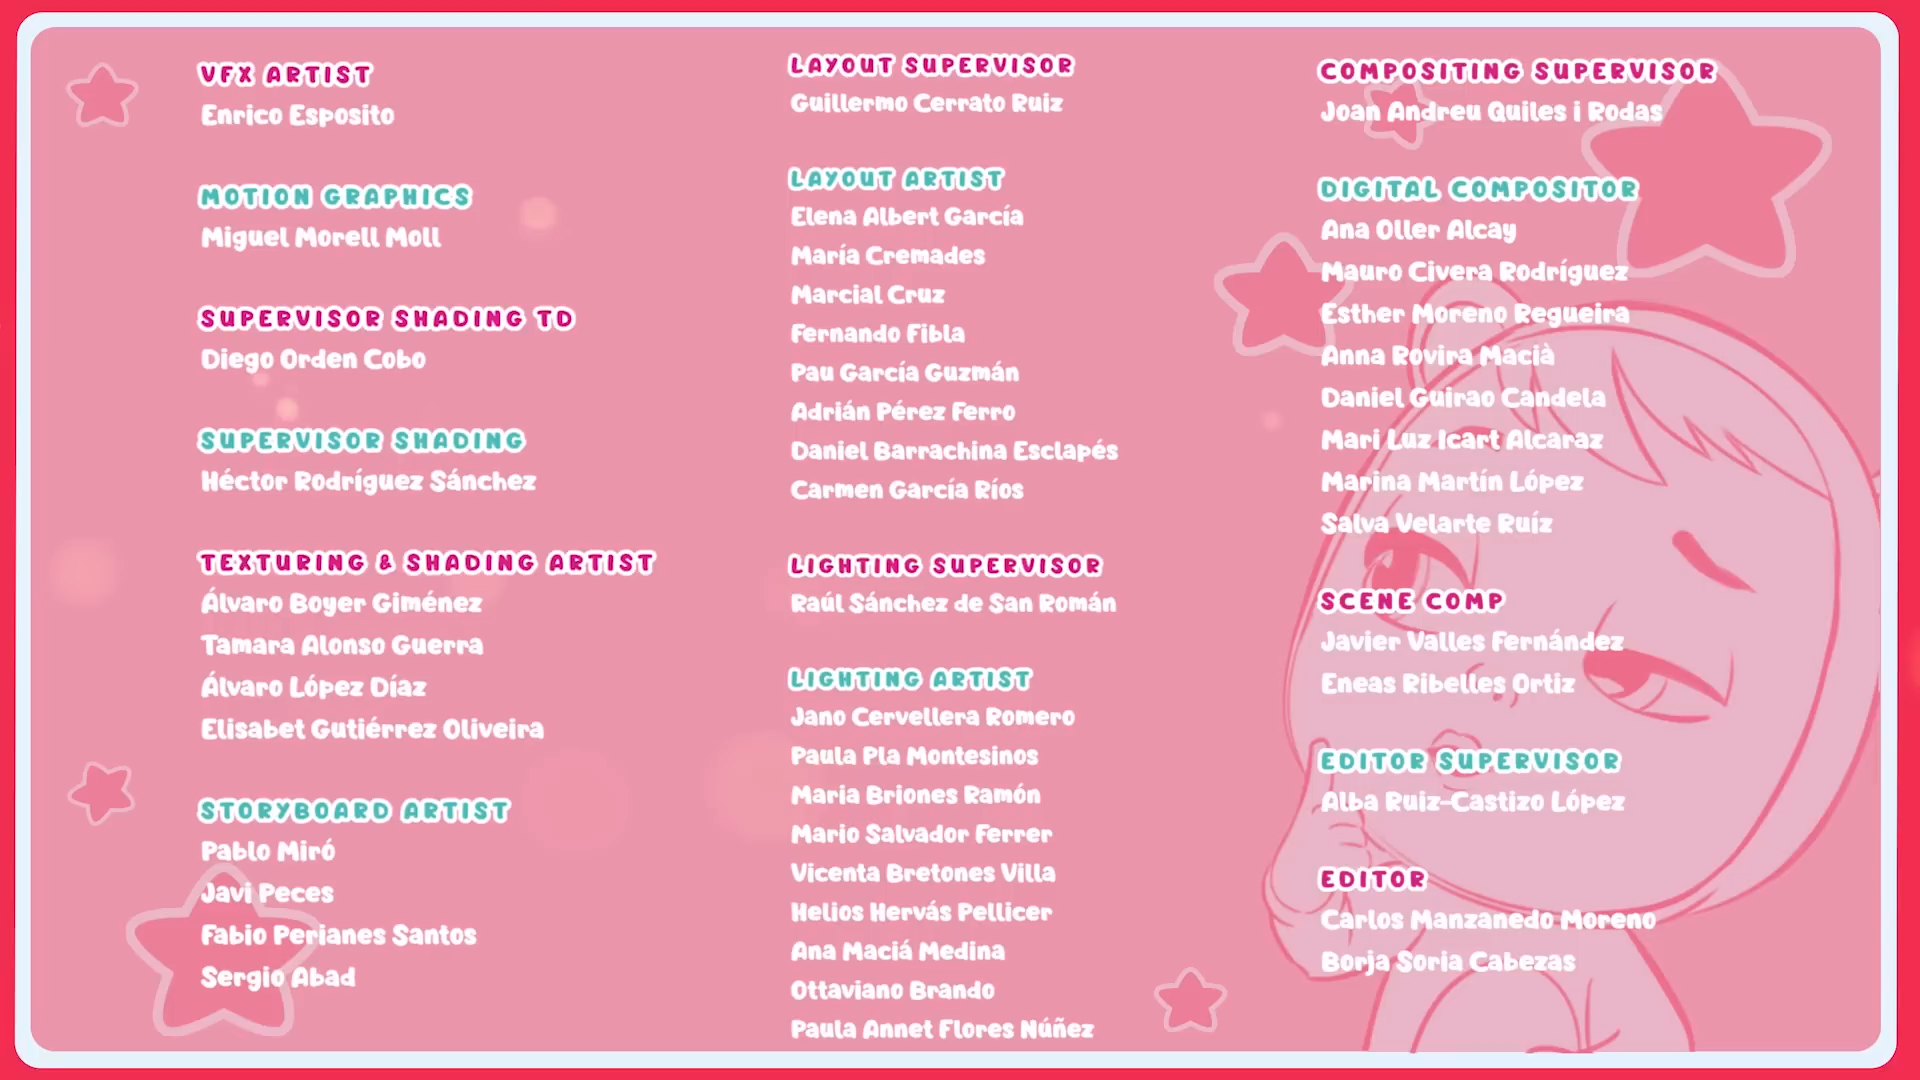 VFX ARTIST
Enrico Esposito
MOTION GRAPHICS
Miguel Morell Moll
SUPERVISOR SHADING TD
Diego Orden Cobo
SUPERVISOR SHADING
Héctor Rodríguez Sánchez
TEXTURING & SHADING ARTIST
Álvaro Boyer Giménez
Tamara Alonso Guerra
Álvaro López Díaz
Elisabet Gutiérrez Oliveira
STORYBOARD ARTIST
Pablo Miró
Javi Peces
Fabio Perianes Santos
Sergio Abad
LAYOUT SUPERVISOR
Guillermo Cerrato Ruiz
LAYOUT ARTIST
Elena Albert García
María Cremades
Marcial Cruz
Fernando Fibla
Pau García Guzmán
Adrián Pérez Ferro
Daniel Barrachina Esclapés
Carmen García Ríos
LIGHTING SUPERVISOR
Raúl Sánchez de San Román
LIGHTING ARTIST
Jano Cervellera Romero
Paula Pla Montesinos
Maria Briones Ramón
Mario Salvador Ferrer
Vicenta Bretones Villa
Helios Hervás Pellicer
Ana Maciá Medina
Ottaviano Brando
Paula Annet Flores Núñez
COMPOSITING SUPERVISOR
Joan Andreu Quiles i Rodas
DIGITAL COMPOSITOR
Ana Oller Alcay
Mauro Civera Rodríguez
Esther Moreno Regueira
Anna Rovira Macià
Daniel Guirao Candela
Mari Luz Icart Alcaraz
Marina Martín López
Salva Velarte Ruíz
SCENE COMP
Javier Valles Fernández
Eneas Ribelles Ortiz
EDITOR SUPERVISOR
Alba Ruiz-Castizo López
EDITOR
Carlos Manzanedo Moreno
Borja Soria Cabezas